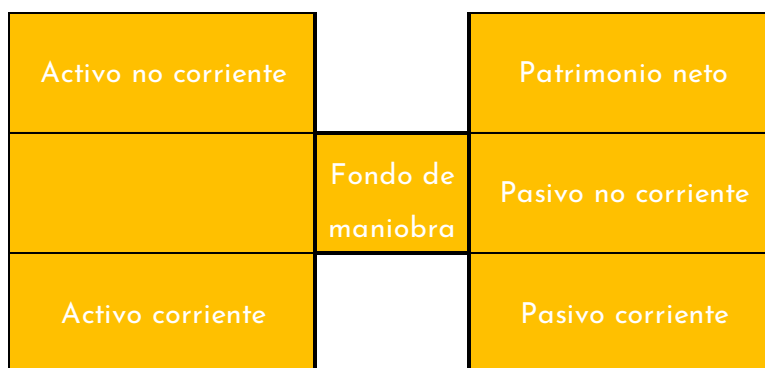 Activo no corriente
Patrimonio neto
Fondo de
maniobra
Pasivo no corriente
Activo corriente
Pasivo corriente